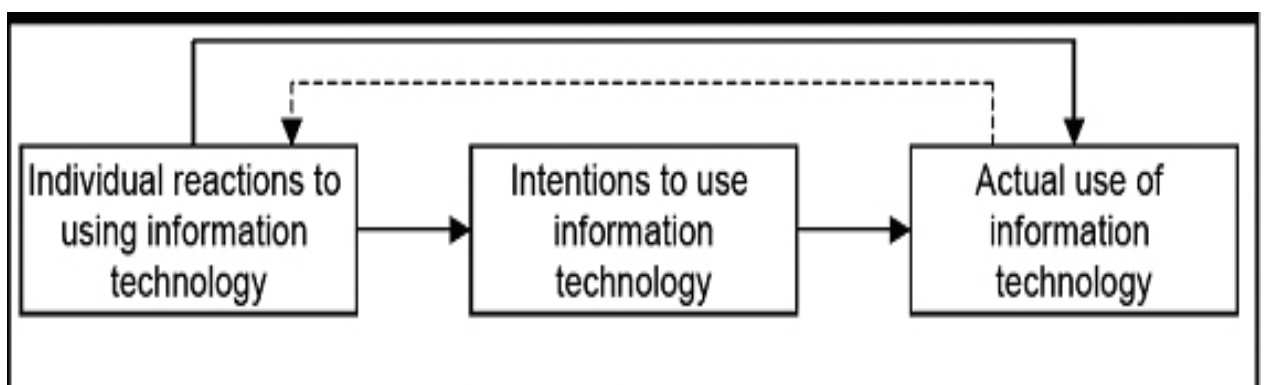 Individual reactions to
using information
technology
Intentions to use
information
technology
Actual use of
information
technology